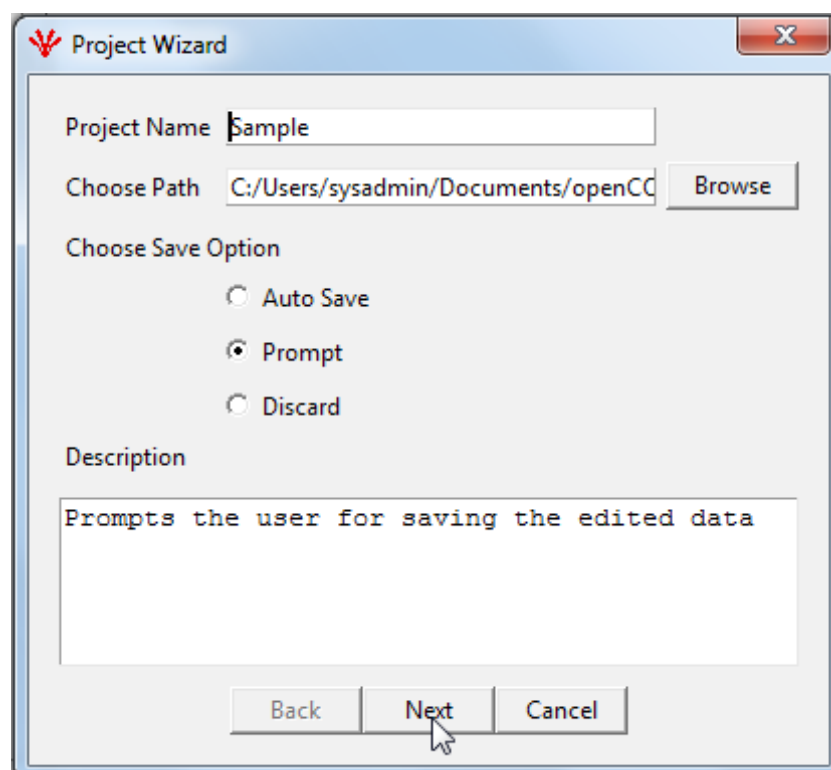 Project Wizard
Project Name Sample
Choose Path C:/Users/sysadmin/Documents/openCC Browse
Choose Save Option
Auto Save
Prompt
Discard
Description
Prompts the user for saving the edited data
Back Next Cancel